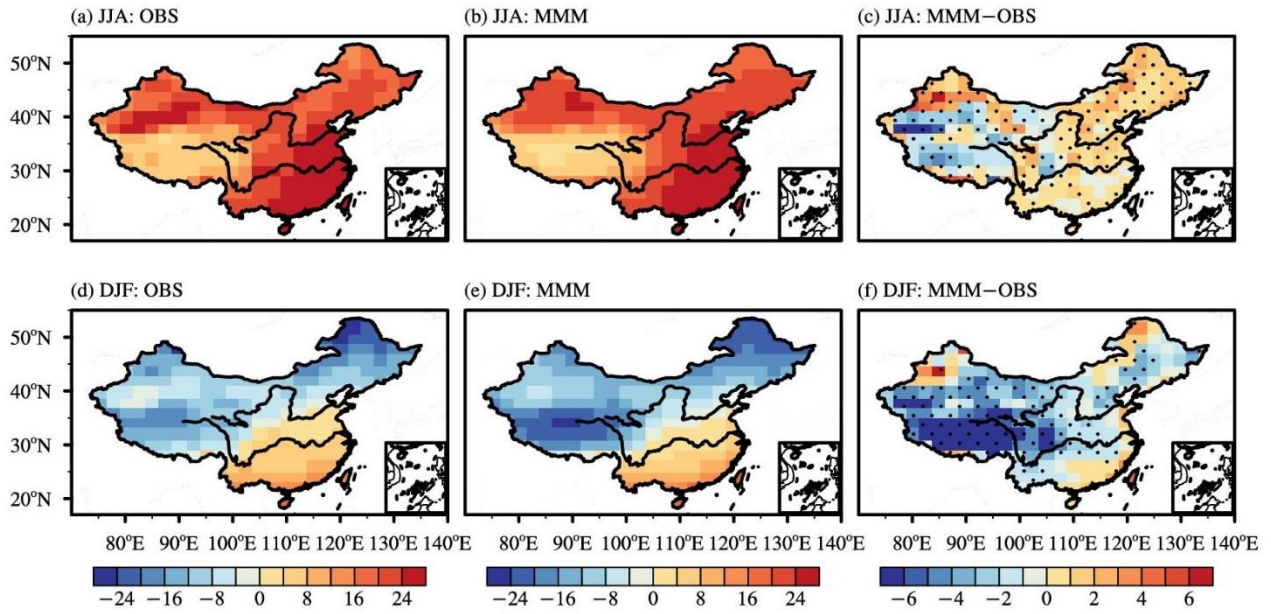 (a) JJA: OBS
(b) JJA: MMM
(c) JJA: MMM−OBS
50°N
40°N
30°N
20°N
(d) DJF: OBS
(e) DJF: MMM
(f) DJF: MMM−OBS
50°N
40°N
30°N
20°N
80°E 90°E 100°E 110°E 120°E 130°E 140°E
80°E 90°E 100°E 110°E 120°E 130°E 140°E
80°E 90°E 100°E 110°E 120°E 130°E 140°E
−24 −16 −8 0 8 16 24
−24 −16 −8 0 8 16 24
−6 −4 −2 0 2 4 6